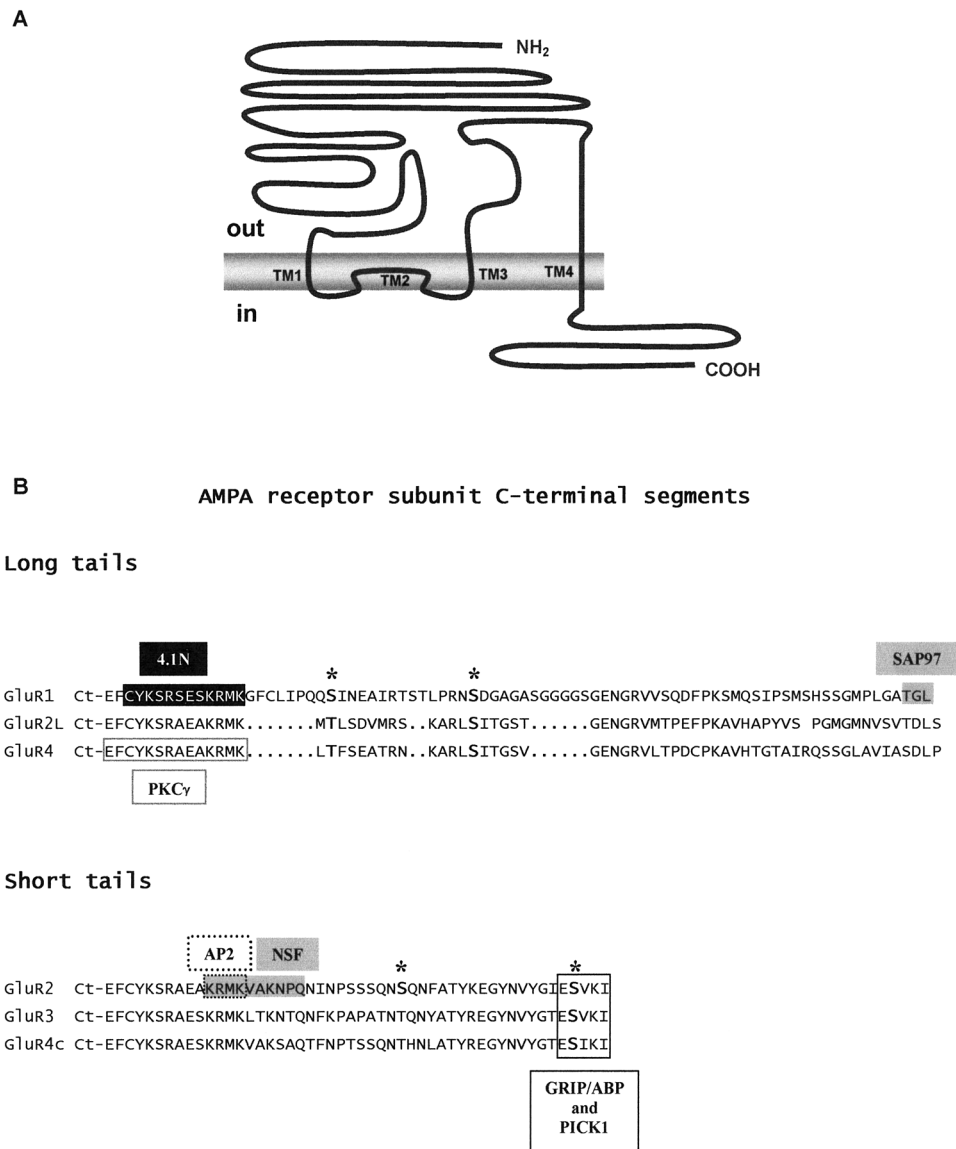 A
NH2
out
TM1
TM2
TM3
TM4
in
COOH
B
AMPA receptor subunit C-terminal segments
Long tails
4.1N
*
*
SAP97
GluR1 Ct-EFCYKSRSESKRMKGFCLIPQQSINEAIRTSTLPRNSDGAGASGGGGSGENGRVVSQDFPKSMQSIPSMSHSSGMPLGATGL
GluR2L Ct-EFCYKSRAEAKRMK.......MTLSDVMRS..KARLSITGST......GENGRVMTPEFPKAVHAPYVS PGMGMNVSVTDLS
GluR4 Ct-EFCYKSRAEAKRMK.......LTFSEATRN..KARLSITGSV......GENGRVLTPDCPKAVHTGTAIRQSSGLAVIASDLP
PKCγ
Short tails
AP2
NSF
*
*
GluR2 Ct-EFCYKSRAEAKRMKVAKNPQNINPSSSQNSQNFATYKEGYNVYGIESVKI
GluR3 Ct-EFCYKSRAESKRMKLTKNTQNFKPAPATNTQNYATYREGYNVYGTESVKI
GluR4c Ct-EFCYKSRAESKRMKVAKSAQTFNPTSSQNTHNLATYREGYNVYGTESIKI
GRIP/ABP
and
PICK1